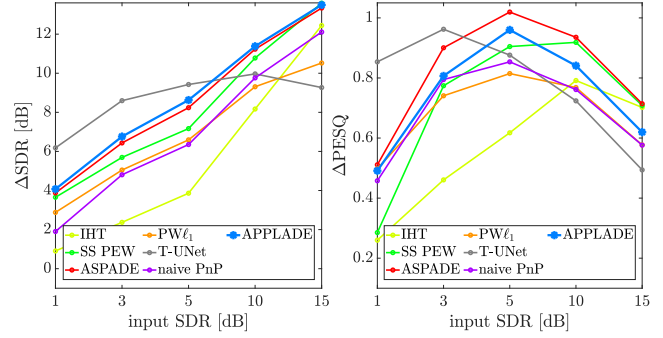 ΔSDR [dB]
12
10
8
6
4
2
0
IHT
PWℓ₁
APPLADE
SS PEW
T-UNet
ASPADE
naive PnP
1
3
5
10
15
input SDR [dB]
ΔPESQ
1
0.8
0.6
0.4
0.2
IHT
PWℓ₁
APPLADE
SS PEW
T-UNet
ASPADE
naive PnP
1
3
5
10
15
input SDR [dB]